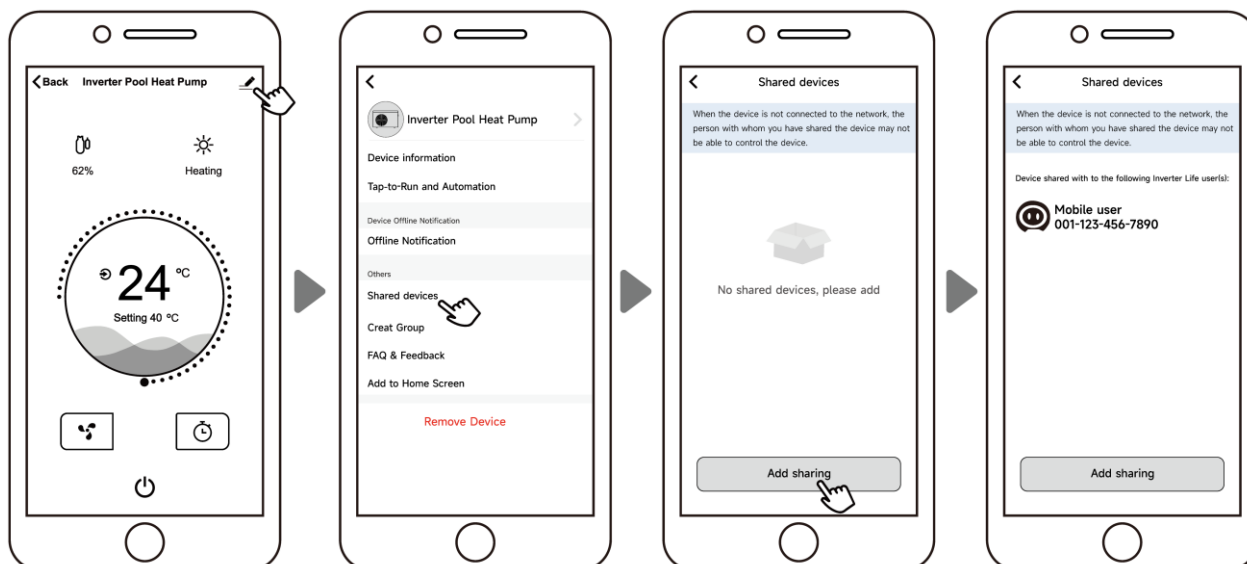 Back Inverter Pool Heat Pump
62% Heating
24 °C
Setting 40 °C
Inverter Pool Heat Pump
Device information
Tap-to-Run and Automation
Device Offline Notification
Offline Notification
Others
Shared devices
Creat Group
FAQ & Feedback
Add to Home Screen
Remove Device
Shared devices
When the device is not connected to the network, the
person with whom you have shared the device may not
be able to control the device.
No shared devices, please add
Add sharing
Shared devices
When the device is not connected to the network, the
person with whom you have shared the device may not
be able to control the device.
Device shared with to the following Inverter Life user(s):
Mobile user
001-123-456-7890
Add sharing